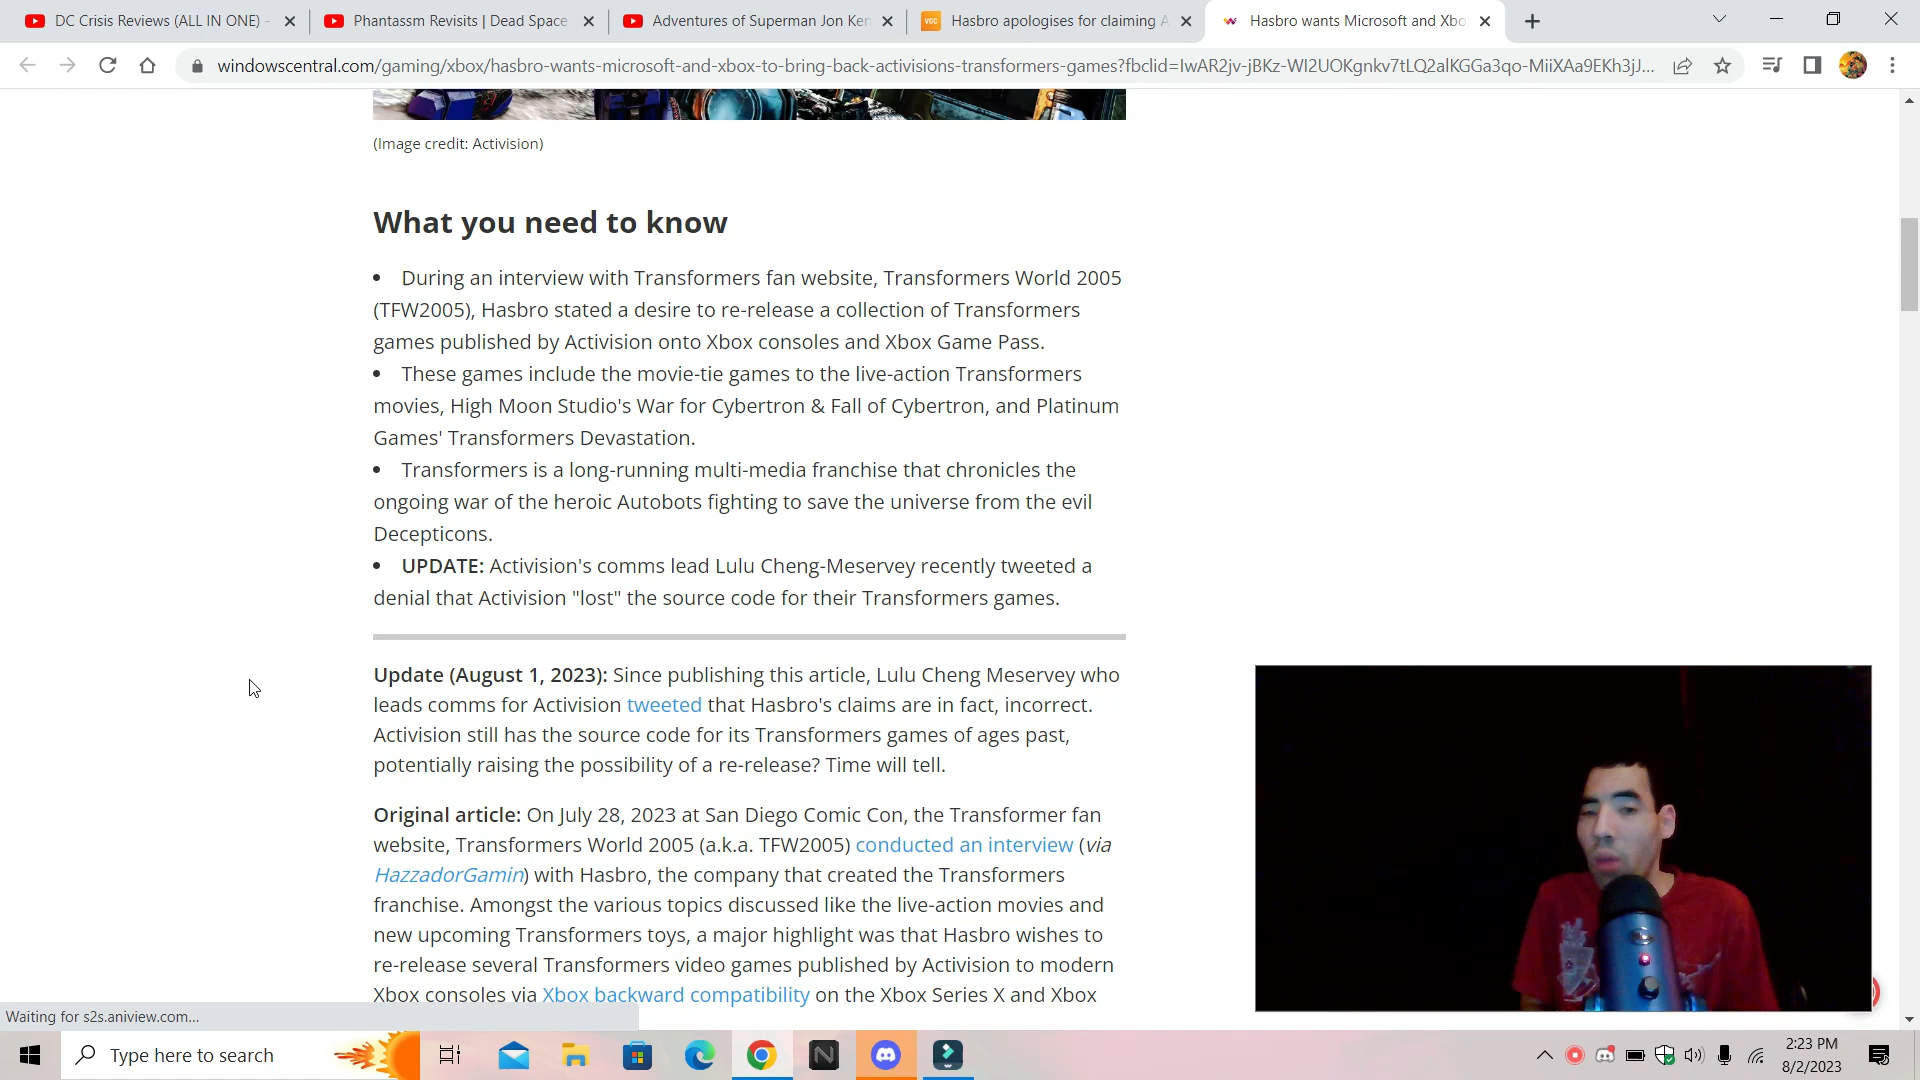 DC Crisis Reviews (ALL IN ONE) -
Phantassm Revisits | Dead Space
Adventures of Superman Jon Ken
VGC
Hasbro apologises for claiming A
Hasbro wants Microsoft and Xbo
windowscentral.com/gaming/xbox/hasbro-wants-microsoft-and-xbox-to-bring-back-activisions-transformers-games?fbclid=IwAR2jv-jBKz-WI2UOKgnkv7tLQ2alKGGa3qo-MiiXAa9EKh3jJ...
(Image credit: Activision)
What you need to know
• During an interview with Transformers fan website, Transformers World 2005
(TFW2005), Hasbro stated a desire to re-release a collection of Transformers
games published by Activision onto Xbox consoles and Xbox Game Pass.
• These games include the movie-tie games to the live-action Transformers
movies, High Moon Studio's War for Cybertron & Fall of Cybertron, and Platinum
Games' Transformers Devastation.
• Transformers is a long-running multi-media franchise that chronicles the
ongoing war of the heroic Autobots fighting to save the universe from the evil
Decepticons.
• UPDATE: Activision's comms lead Lulu Cheng-Meservey recently tweeted a
denial that Activision "lost" the source code for their Transformers games.
Update (August 1, 2023): Since publishing this article, Lulu Cheng Meservey who
leads comms for Activision tweeted that Hasbro's claims are in fact, incorrect.
Activision still has the source code for its Transformers games of ages past,
potentially raising the possibility of a re-release? Time will tell.
Original article: On July 28, 2023 at San Diego Comic Con, the Transformer fan
website, Transformers World 2005 (a.k.a. TFW2005) conducted an interview (via
HazzadorGamin) with Hasbro, the company that created the Transformers
franchise. Amongst the various topics discussed like the live-action movies and
new upcoming Transformers toys, a major highlight was that Hasbro wishes to
re-release several Transformers video games published by Activision to modern
Xbox consoles via Xbox backward compatibility on the Xbox Series X and Xbox
Waiting for s2s.aniview.com...
Type here to search
2:23 PM
8/2/2023